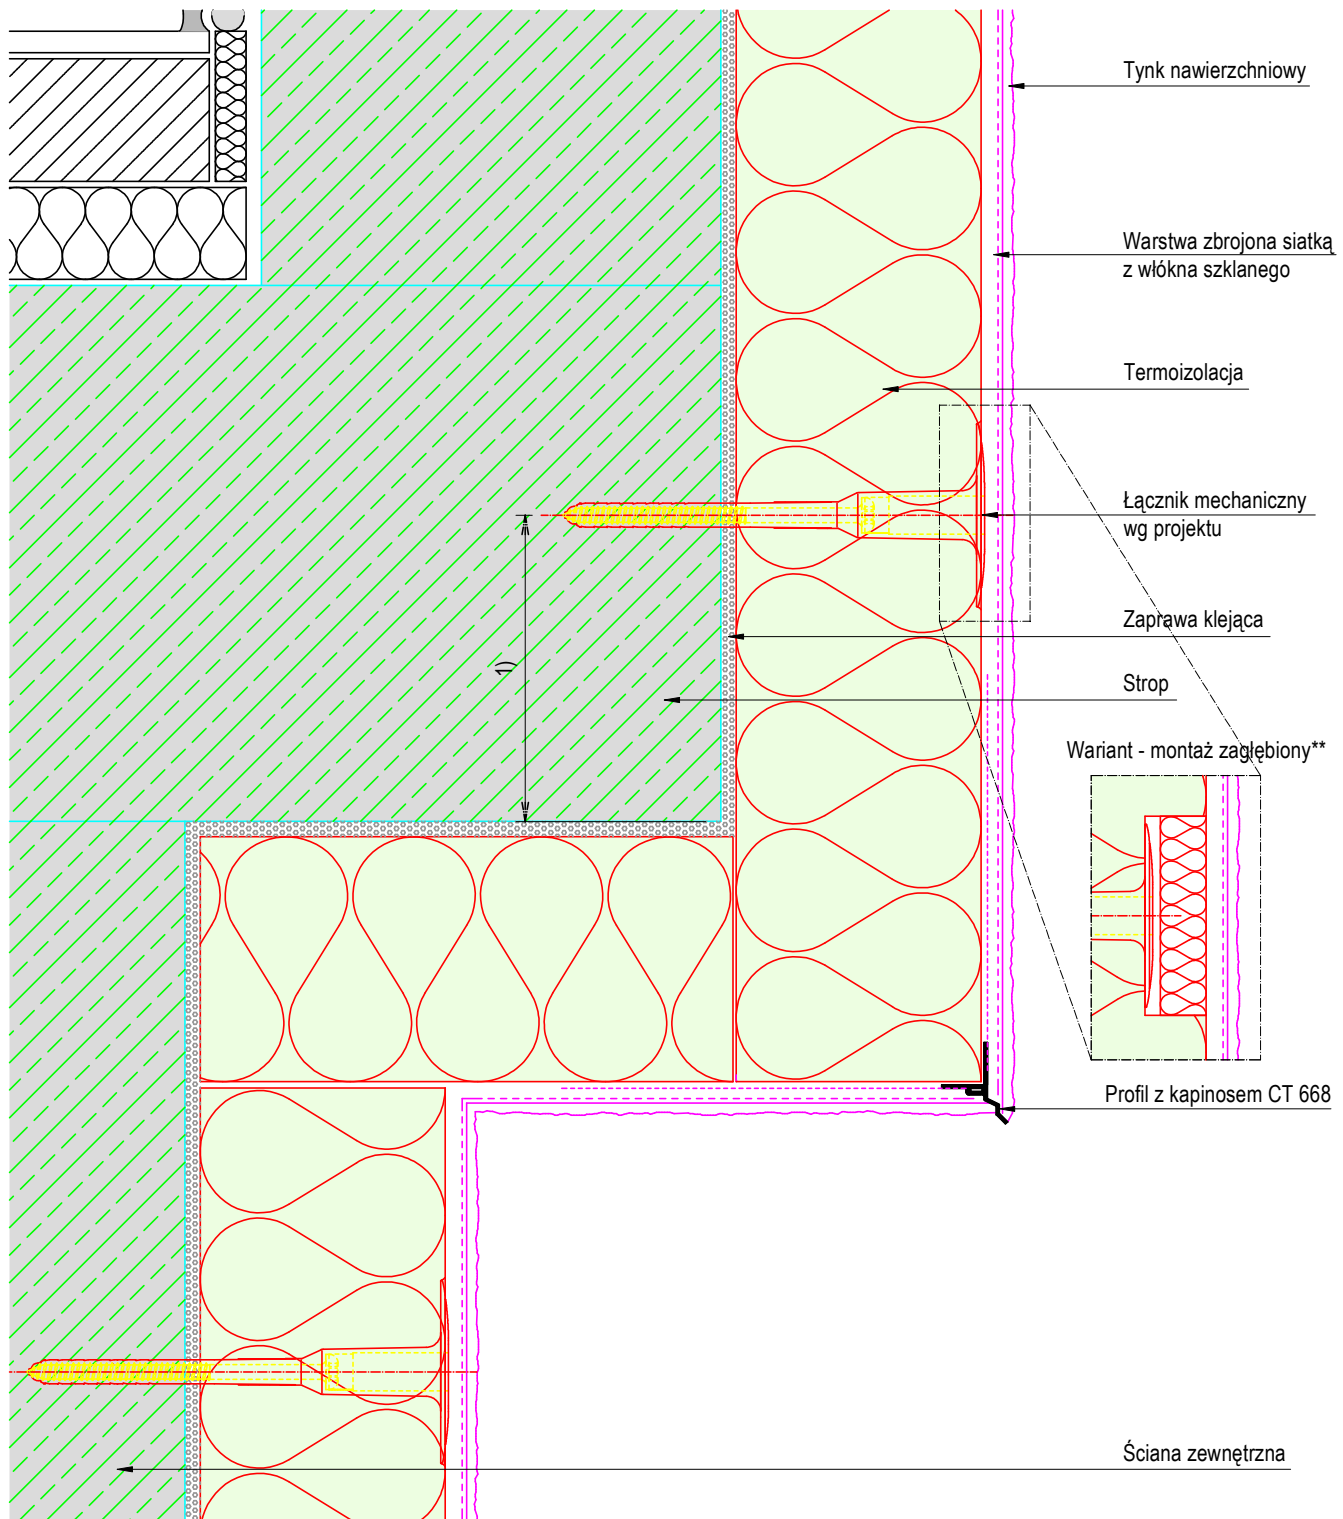 Tynk nawierzchniowy
Warstwa zbrojona siatką
z włókna szklanego
Termoizolacja
Łącznik mechaniczny
wg projektu
Zaprawa klejąca
1)
Strop
Wariant - montaż zagłębiony**
Profil z kapinosem CT 668
Ściana zewnętrzna